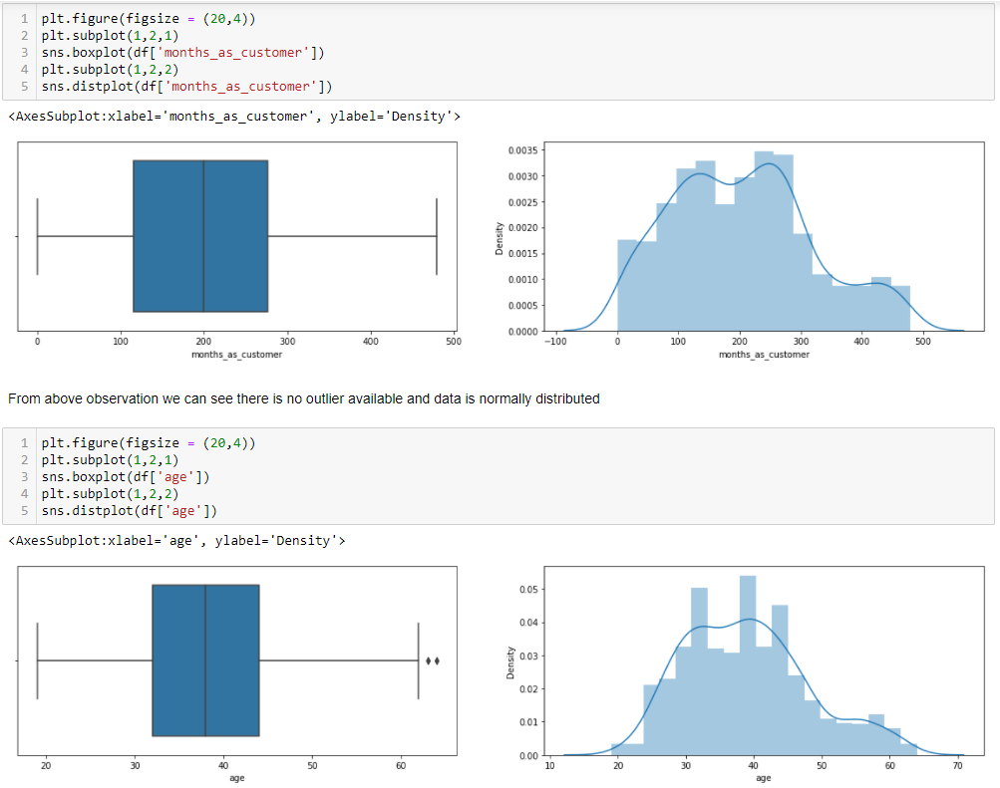 1 plt.figure(figsize = (20,4))
2 plt.subplot(1,2,1)
3 sns.boxplot(df['months_as_customer'])
4 plt.subplot(1,2,2)
5 sns.distplot(df['months_as_customer'])
<AxesSubplot:xlabel='months_as_customer', ylabel='Density'>
0 100 200 300 400 500
months_as_customer
0.0035
0.0030
0.0025
0.0020
0.0015
0.0010
0.0005
0.0000
Density
−100 0 100 200 300 400 500
months_as_customer
From above observation we can see there is no outlier available and data is normally distributed
1 plt.figure(figsize = (20,4))
2 plt.subplot(1,2,1)
3 sns.boxplot(df['age'])
4 plt.subplot(1,2,2)
5 sns.distplot(df['age'])
<AxesSubplot:xlabel='age', ylabel='Density'>
20 30 40 50 60
age
0.05
0.04
0.03
0.02
0.01
0.00
Density
10 20 30 40 50 60 70
age